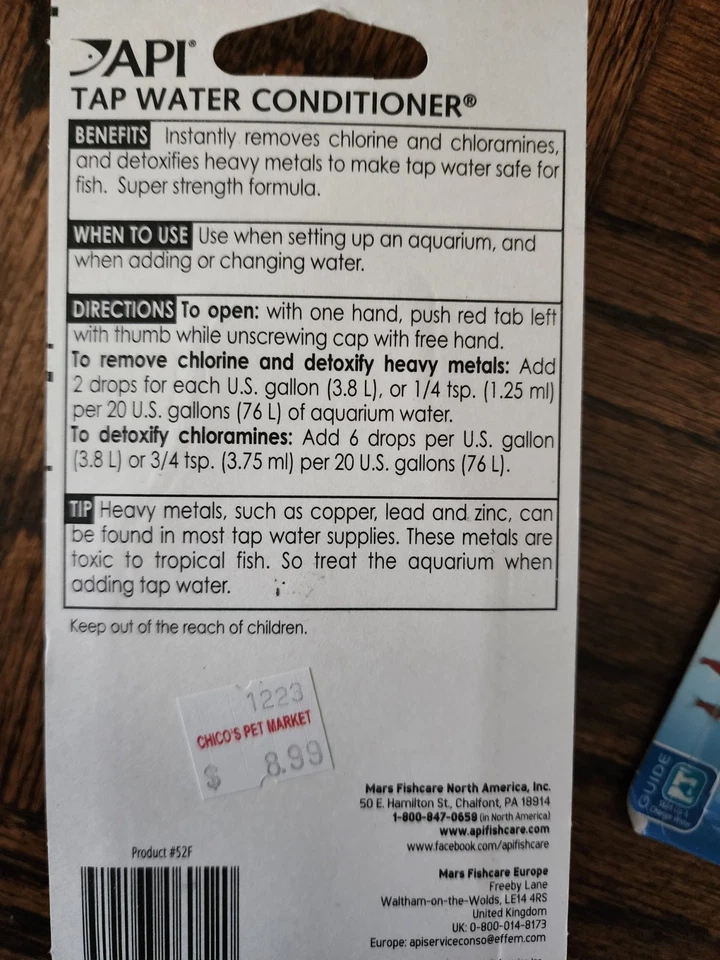 API®
TAP WATER CONDITIONER®
BENEFITS Instantly removes chlorine and chloramines,
and detoxifies heavy metals to make tap water safe for
fish. Super strength formula.
WHEN TO USE Use when setting up an aquarium, and
when adding or changing water.
DIRECTIONS To open: with one hand, push red tab left
with thumb while unscrewing cap with free hand.
To remove chlorine and detoxify heavy metals: Add
2 drops for each U.S. gallon (3.8 L), or 1/4 tsp. (1.25 ml)
per 20 U.S. gallons (76 L) of aquarium water.
To detoxify chloramines: Add 6 drops per U.S. gallon
(3.8 L) or 3/4 tsp. (3.75 ml) per 20 U.S. gallons (76 L).
TIP Heavy metals, such as copper, lead and zinc, can
be found in most tap water supplies. These metals are
toxic to tropical fish. So treat the aquarium when
adding tap water.
Keep out of the reach of children.
1223
CHICO'S PET MARKET
$ 8.99
Mars Fishcare North America, Inc.
50 E. Hamilton St., Chalfont, PA 18914
1-800-847-0659 (in North America)
www.apifishcare.com
www.facebook.com/apifishcare
Product #52F
Mars Fishcare Europe
Freeby Lane
Waltham-on-the-Wolds, LE14 4RS
United Kingdom
UK: 0-800-014-8173
Europe: apiserviceconso@effem.com
GUIDE